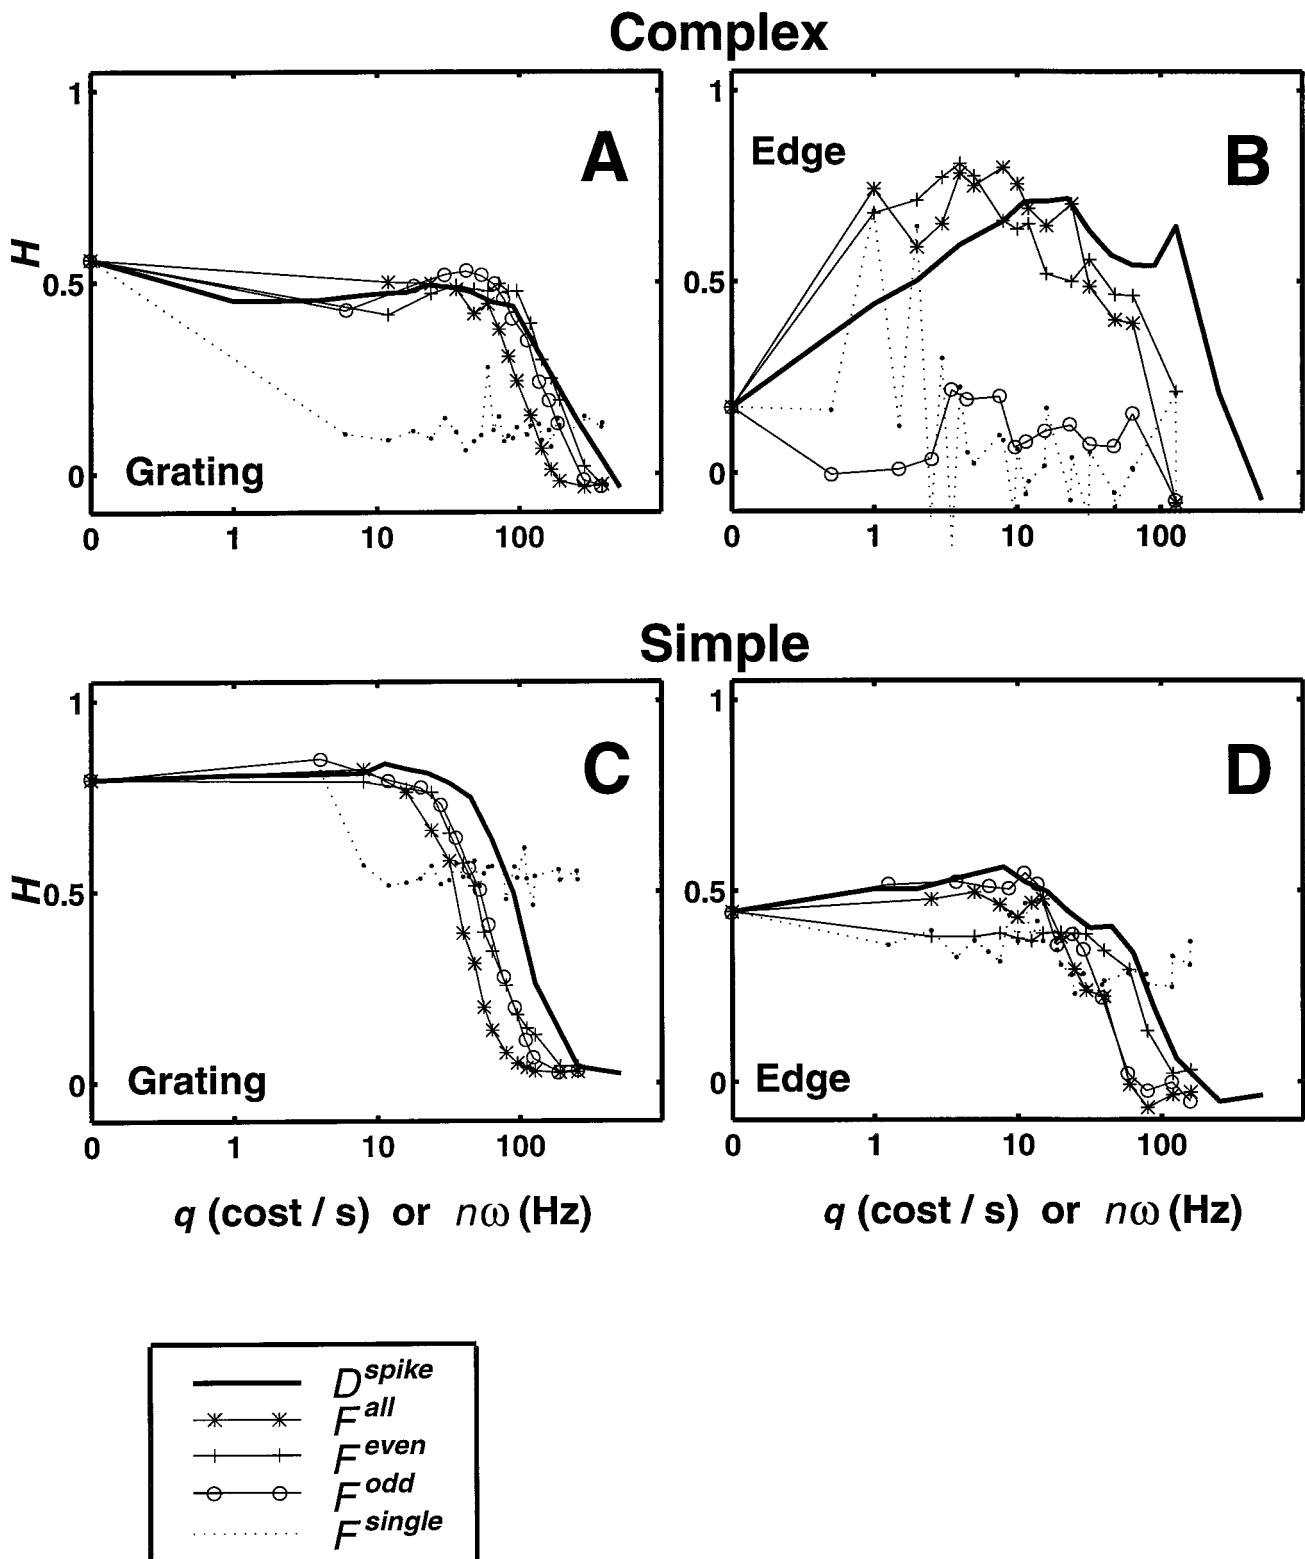 Complex
A
Edge
B
H
1
0.5
0
Grating
0 1 10 100
1
0.5
0
0 1 10 100
Simple
C
D
H
1
0.5
0
Grating
0 1 10 100
1
0.5
0
Edge
0 1 10 100
q (cost / s) or nω (Hz)
q (cost / s) or nω (Hz)
D spike
F all
F even
F odd
F single